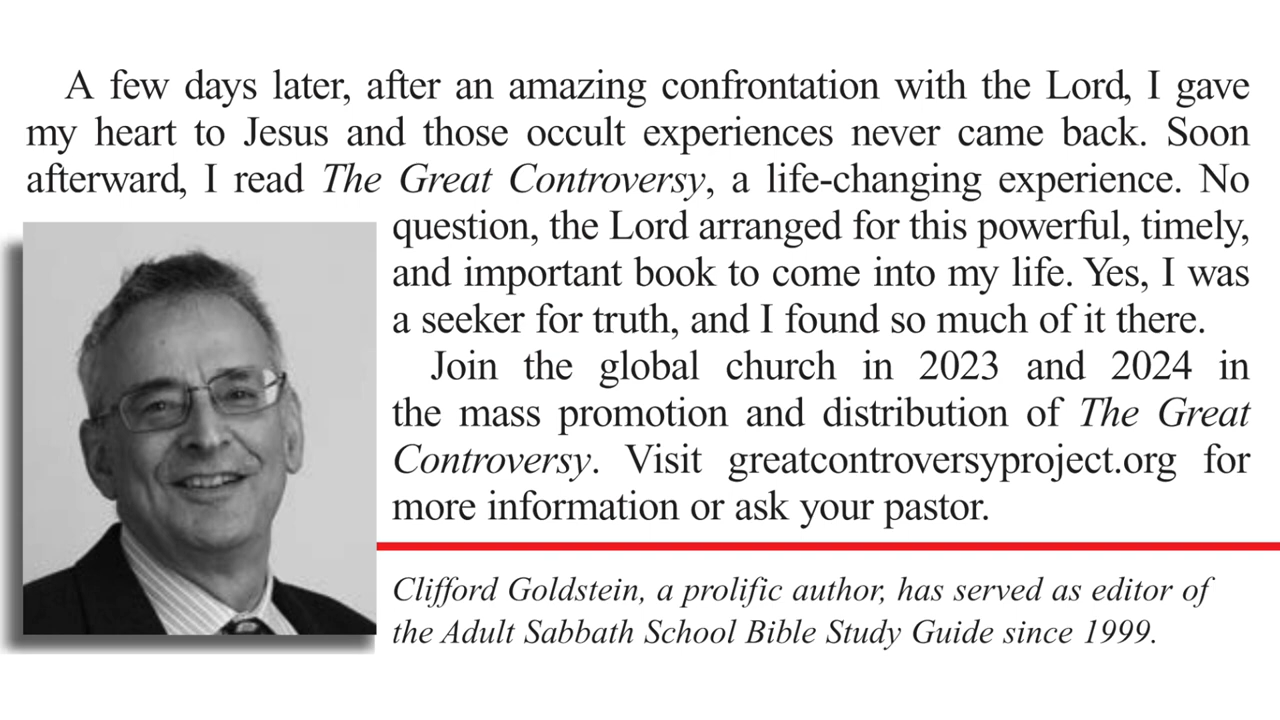 A few days later, after an amazing confrontation with the Lord, I gave
my heart to Jesus and those occult experiences never came back. Soon
afterward, I read The Great Controversy, a life-changing experience. No
question, the Lord arranged for this powerful, timely,
and important book to come into my life. Yes, I was
a seeker for truth, and I found so much of it there.
Join the global church in 2023 and 2024 in
the mass promotion and distribution of The Great
Controversy. Visit greatcontroversyproject.org for
more information or ask your pastor.
Clifford Goldstein, a prolific author, has served as editor of
the Adult Sabbath School Bible Study Guide since 1999.